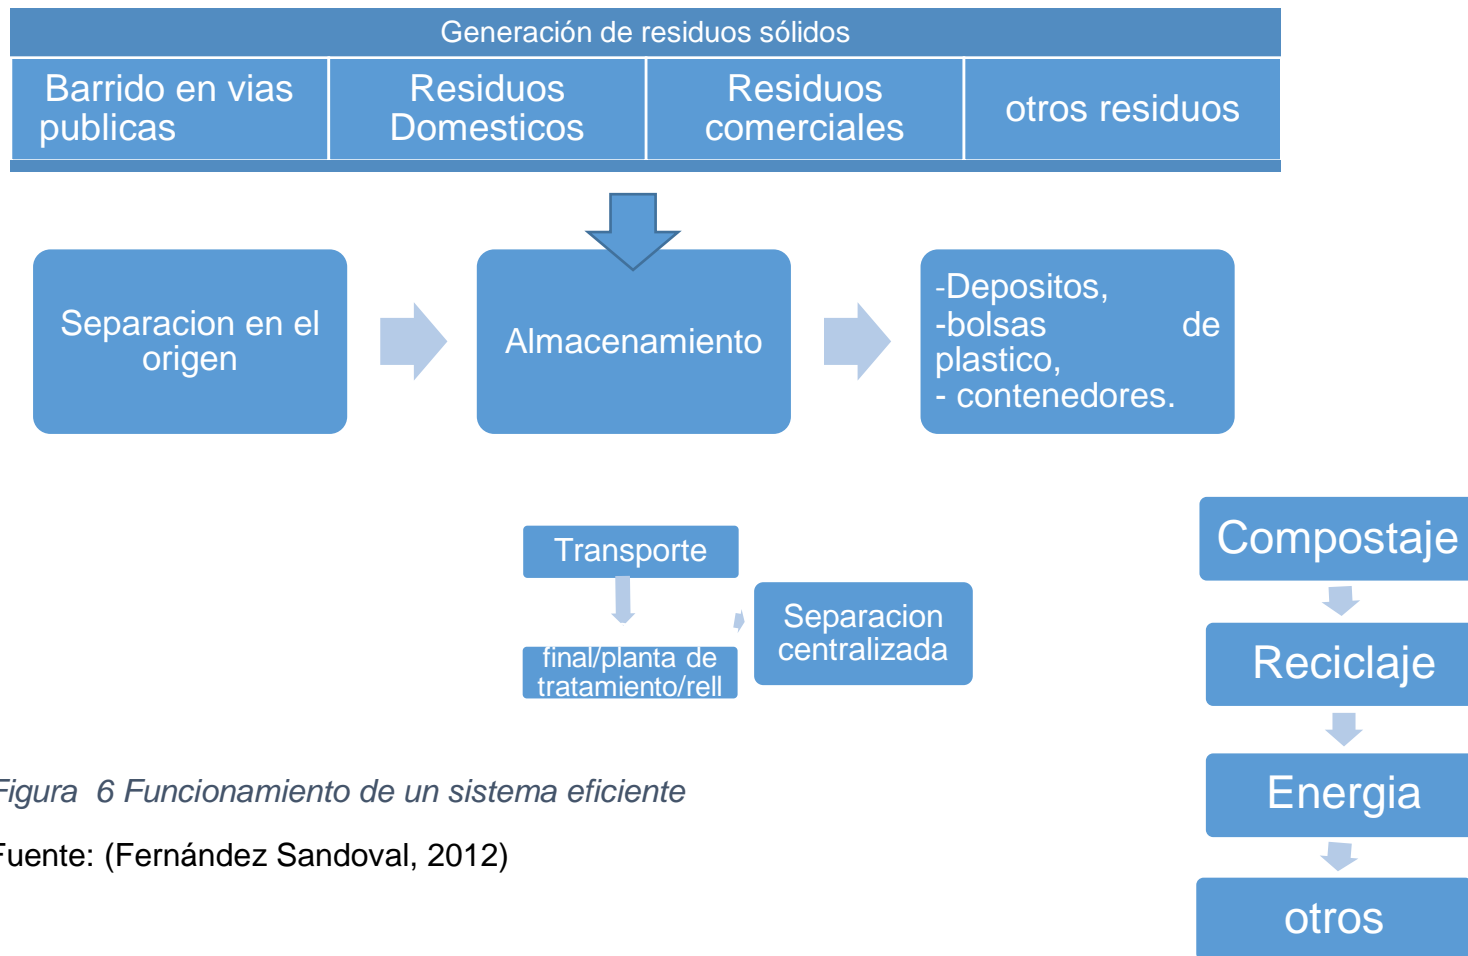 Generación de residuos sólidos
Barrido en vias
publicas
Residuos
Domesticos
Residuos
comerciales
otros residuos
Separacion en el
origen
Almacenamiento
-Depositos,
-bolsas de
plastico,
- contenedores.
Transporte
final/planta de
tratamiento/rell
Separacion
centralizada
Compostaje
Reciclaje
Energia
otros
Figura 6 Funcionamiento de un sistema eficiente
Fuente: (Fernández Sandoval, 2012)